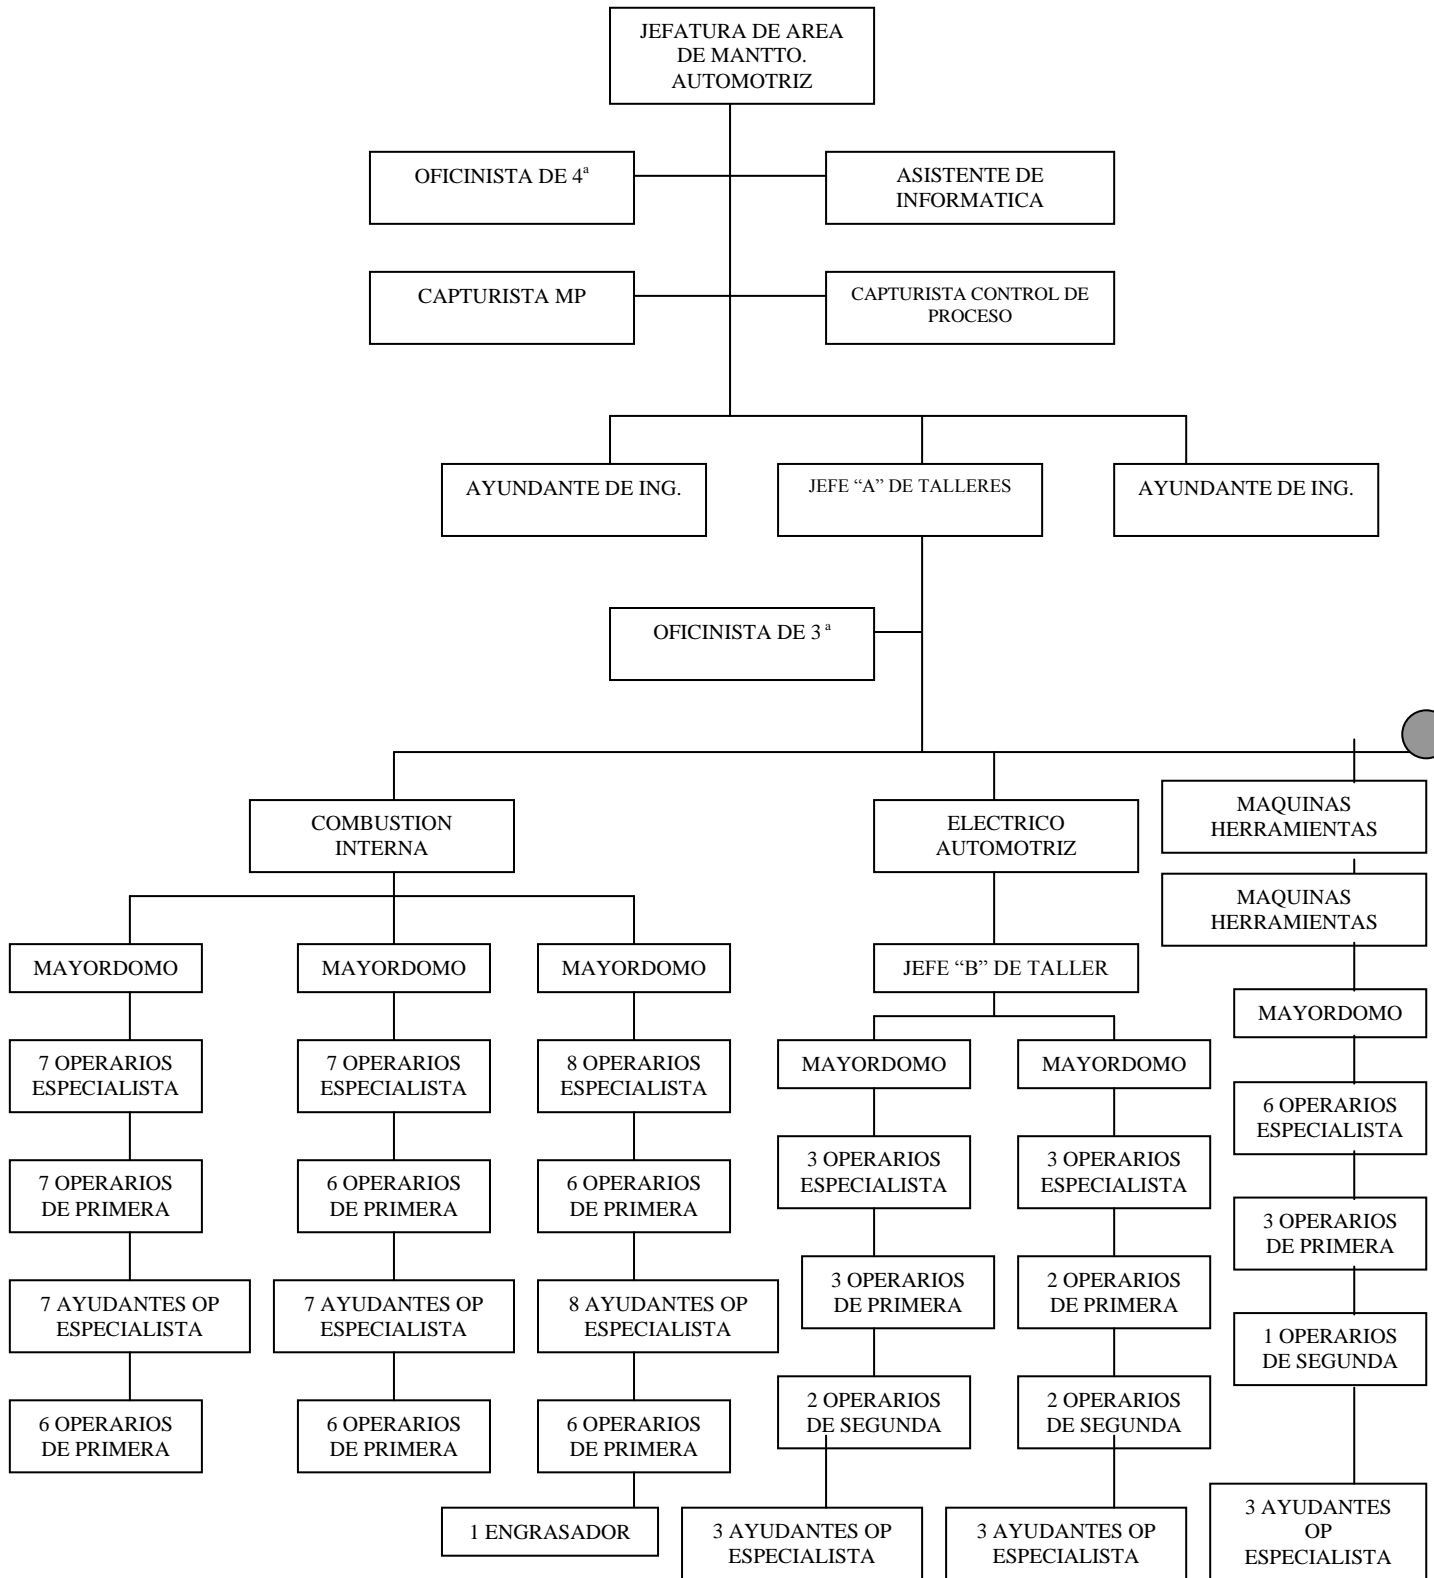 JEFATURA DE AREA
DE MANTTO.
AUTOMOTRIZ
OFICINISTA DE 4ª
ASISTENTE DE
INFORMATICA
CAPTURISTA MP
CAPTURISTA CONTROL DE
PROCESO
AYUNDANTE DE ING.
JEFE “A” DE TALLERES
AYUNDANTE DE ING.
OFICINISTA DE 3ª
COMBUSTION
INTERNA
ELECTRICO
AUTOMOTRIZ
MAQUINAS
HERRAMIENTAS
MAQUINAS
HERRAMIENTAS
MAYORDOMO
MAYORDOMO
MAYORDOMO
JEFE “B” DE TALLER
MAYORDOMO
7 OPERARIOS
ESPECIALISTA
7 OPERARIOS
ESPECIALISTA
8 OPERARIOS
ESPECIALISTA
MAYORDOMO
MAYORDOMO
6 OPERARIOS
ESPECIALISTA
7 OPERARIOS
DE PRIMERA
6 OPERARIOS
DE PRIMERA
6 OPERARIOS
DE PRIMERA
3 OPERARIOS
ESPECIALISTA
3 OPERARIOS
ESPECIALISTA
3 OPERARIOS
DE PRIMERA
7 AYUDANTES OP
ESPECIALISTA
7 AYUDANTES OP
ESPECIALISTA
8 AYUDANTES OP
ESPECIALISTA
3 OPERARIOS
DE PRIMERA
2 OPERARIOS
DE PRIMERA
1 OPERARIOS
DE SEGUNDA
6 OPERARIOS
DE PRIMERA
6 OPERARIOS
DE PRIMERA
6 OPERARIOS
DE PRIMERA
2 OPERARIOS
DE SEGUNDA
2 OPERARIOS
DE SEGUNDA
1 ENGRASADOR
3 AYUDANTES OP
ESPECIALISTA
3 AYUDANTES OP
ESPECIALISTA
3 AYUDANTES
OP
ESPECIALISTA